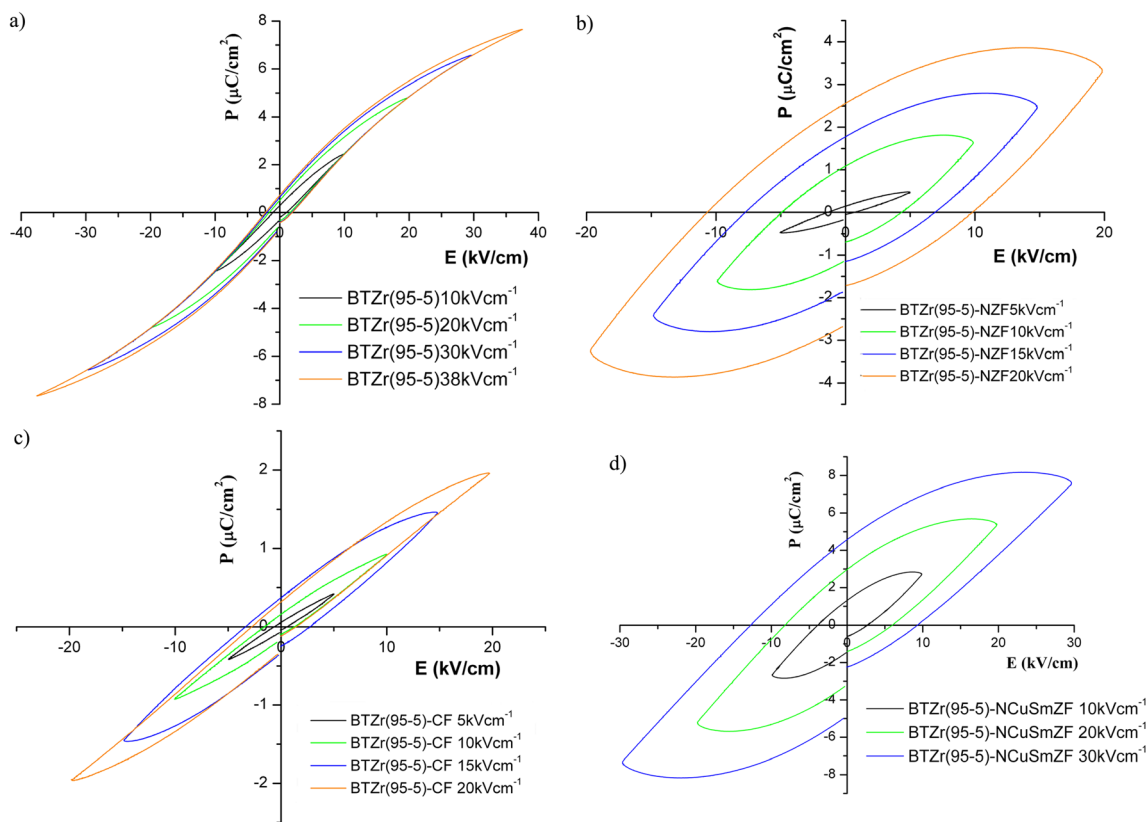 a)
P (μC/cm²)
8
6
4
2
0
-2
-4
-6
-8
-40 -30 -20 -10 0 10 20 30 40
E (kV/cm)
BTZr(95-5)10kVcm⁻¹
BTZr(95-5)20kVcm⁻¹
BTZr(95-5)30kVcm⁻¹
BTZr(95-5)38kVcm⁻¹
b)
P (μC/cm²)
4
3
2
1
0
-1
-2
-3
-4
-20 -10 0 10 20
E (kV/cm)
BTZr(95-5)-NZF5kVcm⁻¹
BTZr(95-5)-NZF10kVcm⁻¹
BTZr(95-5)-NZF15kVcm⁻¹
BTZr(95-5)-NZF20kVcm⁻¹
c)
P (μC/cm²)
2
1
0
-1
-2
-20 -10 0 10 20
E (kV/cm)
BTZr(95-5)-CF 5kVcm⁻¹
BTZr(95-5)-CF 10kVcm⁻¹
BTZr(95-5)-CF 15kVcm⁻¹
BTZr(95-5)-CF 20kVcm⁻¹
d)
P (μC/cm²)
8
6
4
2
0
-2
-4
-6
-8
-30 -20 -10 0 10 20 30
E (kV/cm)
BTZr(95-5)-NCuSmZF 10kVcm⁻¹
BTZr(95-5)-NCuSmZF 20kVcm⁻¹
BTZr(95-5)-NCuSmZF 30kVcm⁻¹